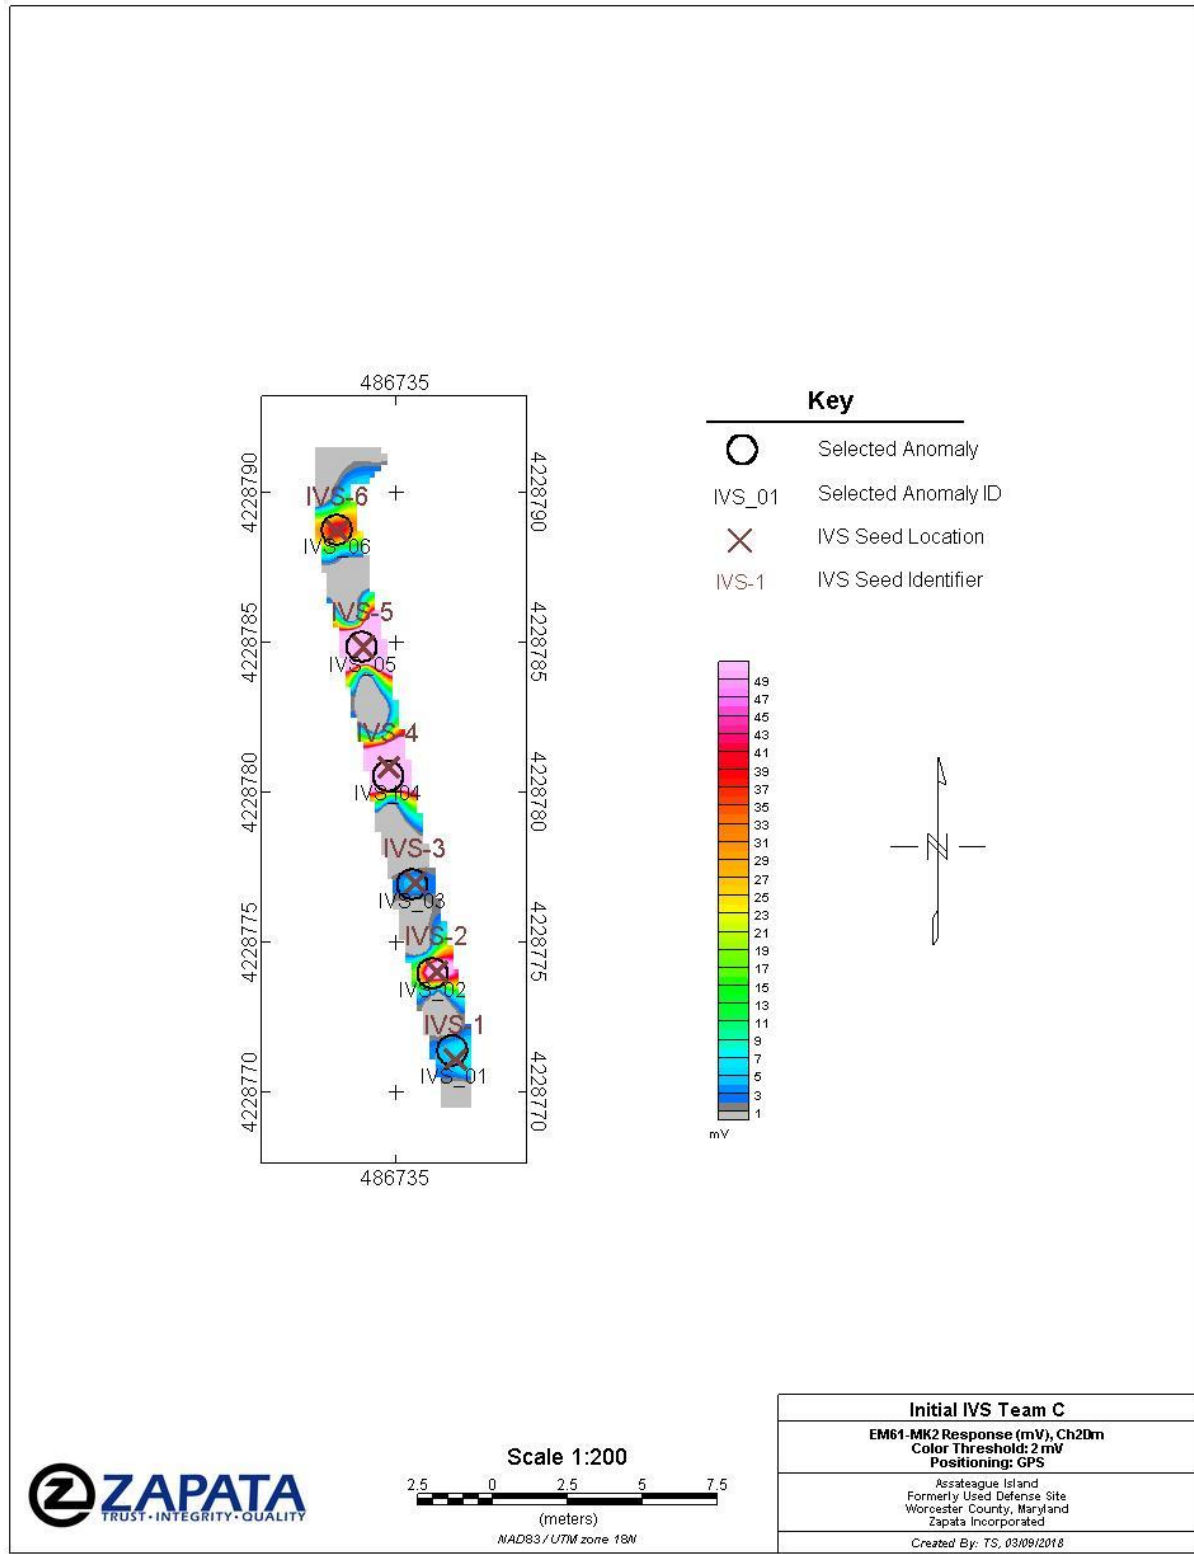 486735
4228790
4228790
IVS-6
IVS_06
4228785
4228785
IVS-5
IVS_05
IVS-4
4228780
4228780
IVS_04
IVS-3
IVS_03
4228775
4228775
IVS-2
IVS_02
IVS-1
IVS_01
4228770
4228770
486735
Key
Selected Anomaly
IVS_01 Selected Anomaly ID
IVS Seed Location
IVS-1 IVS Seed Identifier
49
47
45
43
41
39
37
35
33
31
29
27
25
23
21
19
17
15
13
11
9
7
5
3
1
mV
N
ZAPATA
TRUST·INTEGRITY·QUALITY
Scale 1:200
2.5 0 2.5 5 7.5
(meters)
NAD83 / UTM zone 18N
Initial IVS Team C
EM61-MK2 Response (mV), Ch2Dm
Color Threshold: 2 mV
Positioning: GPS
Assateague Island
Formerly Used Defense Site
Worcester County, Maryland
Zapata Incorporated
Created By: TS, 03/09/2018